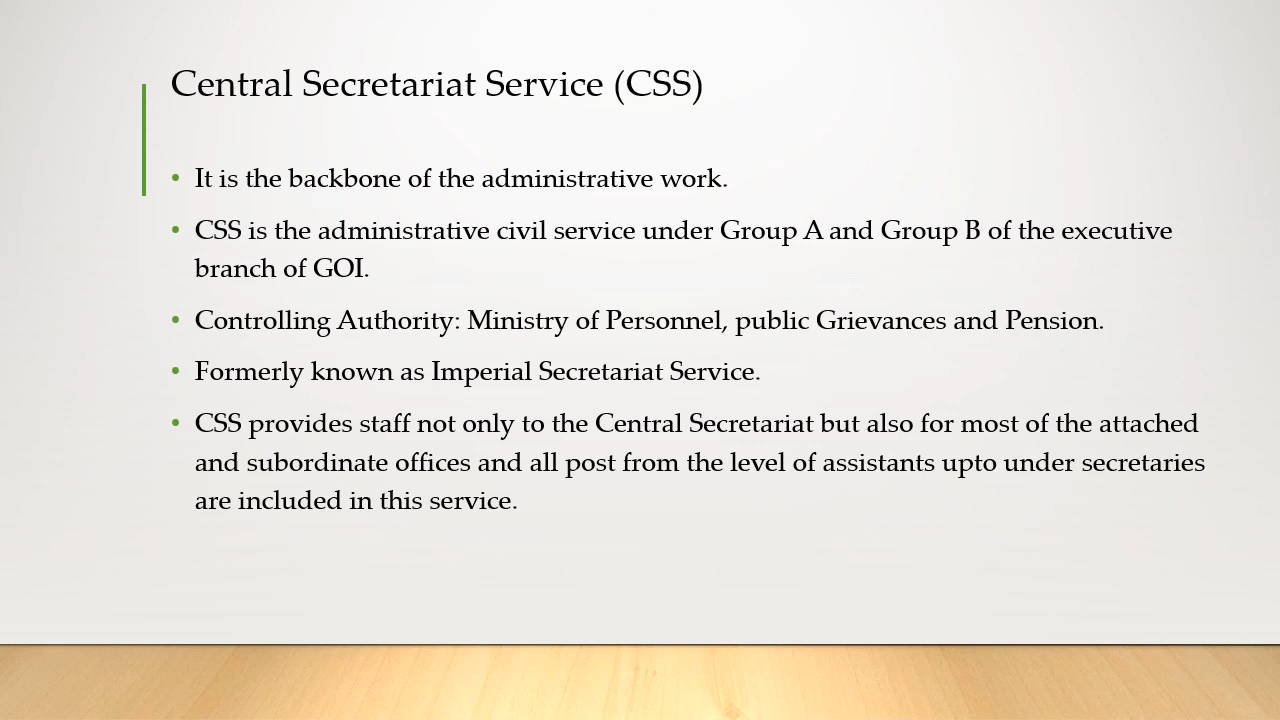 Central Secretariat Service (CSS)
• It is the backbone of the administrative work.
• CSS is the administrative civil service under Group A and Group B of the executive
branch of GOI.
• Controlling Authority: Ministry of Personnel, public Grievances and Pension.
• Formerly known as Imperial Secretariat Service.
• CSS provides staff not only to the Central Secretariat but also for most of the attached
and subordinate offices and all post from the level of assistants upto under secretaries
are included in this service.